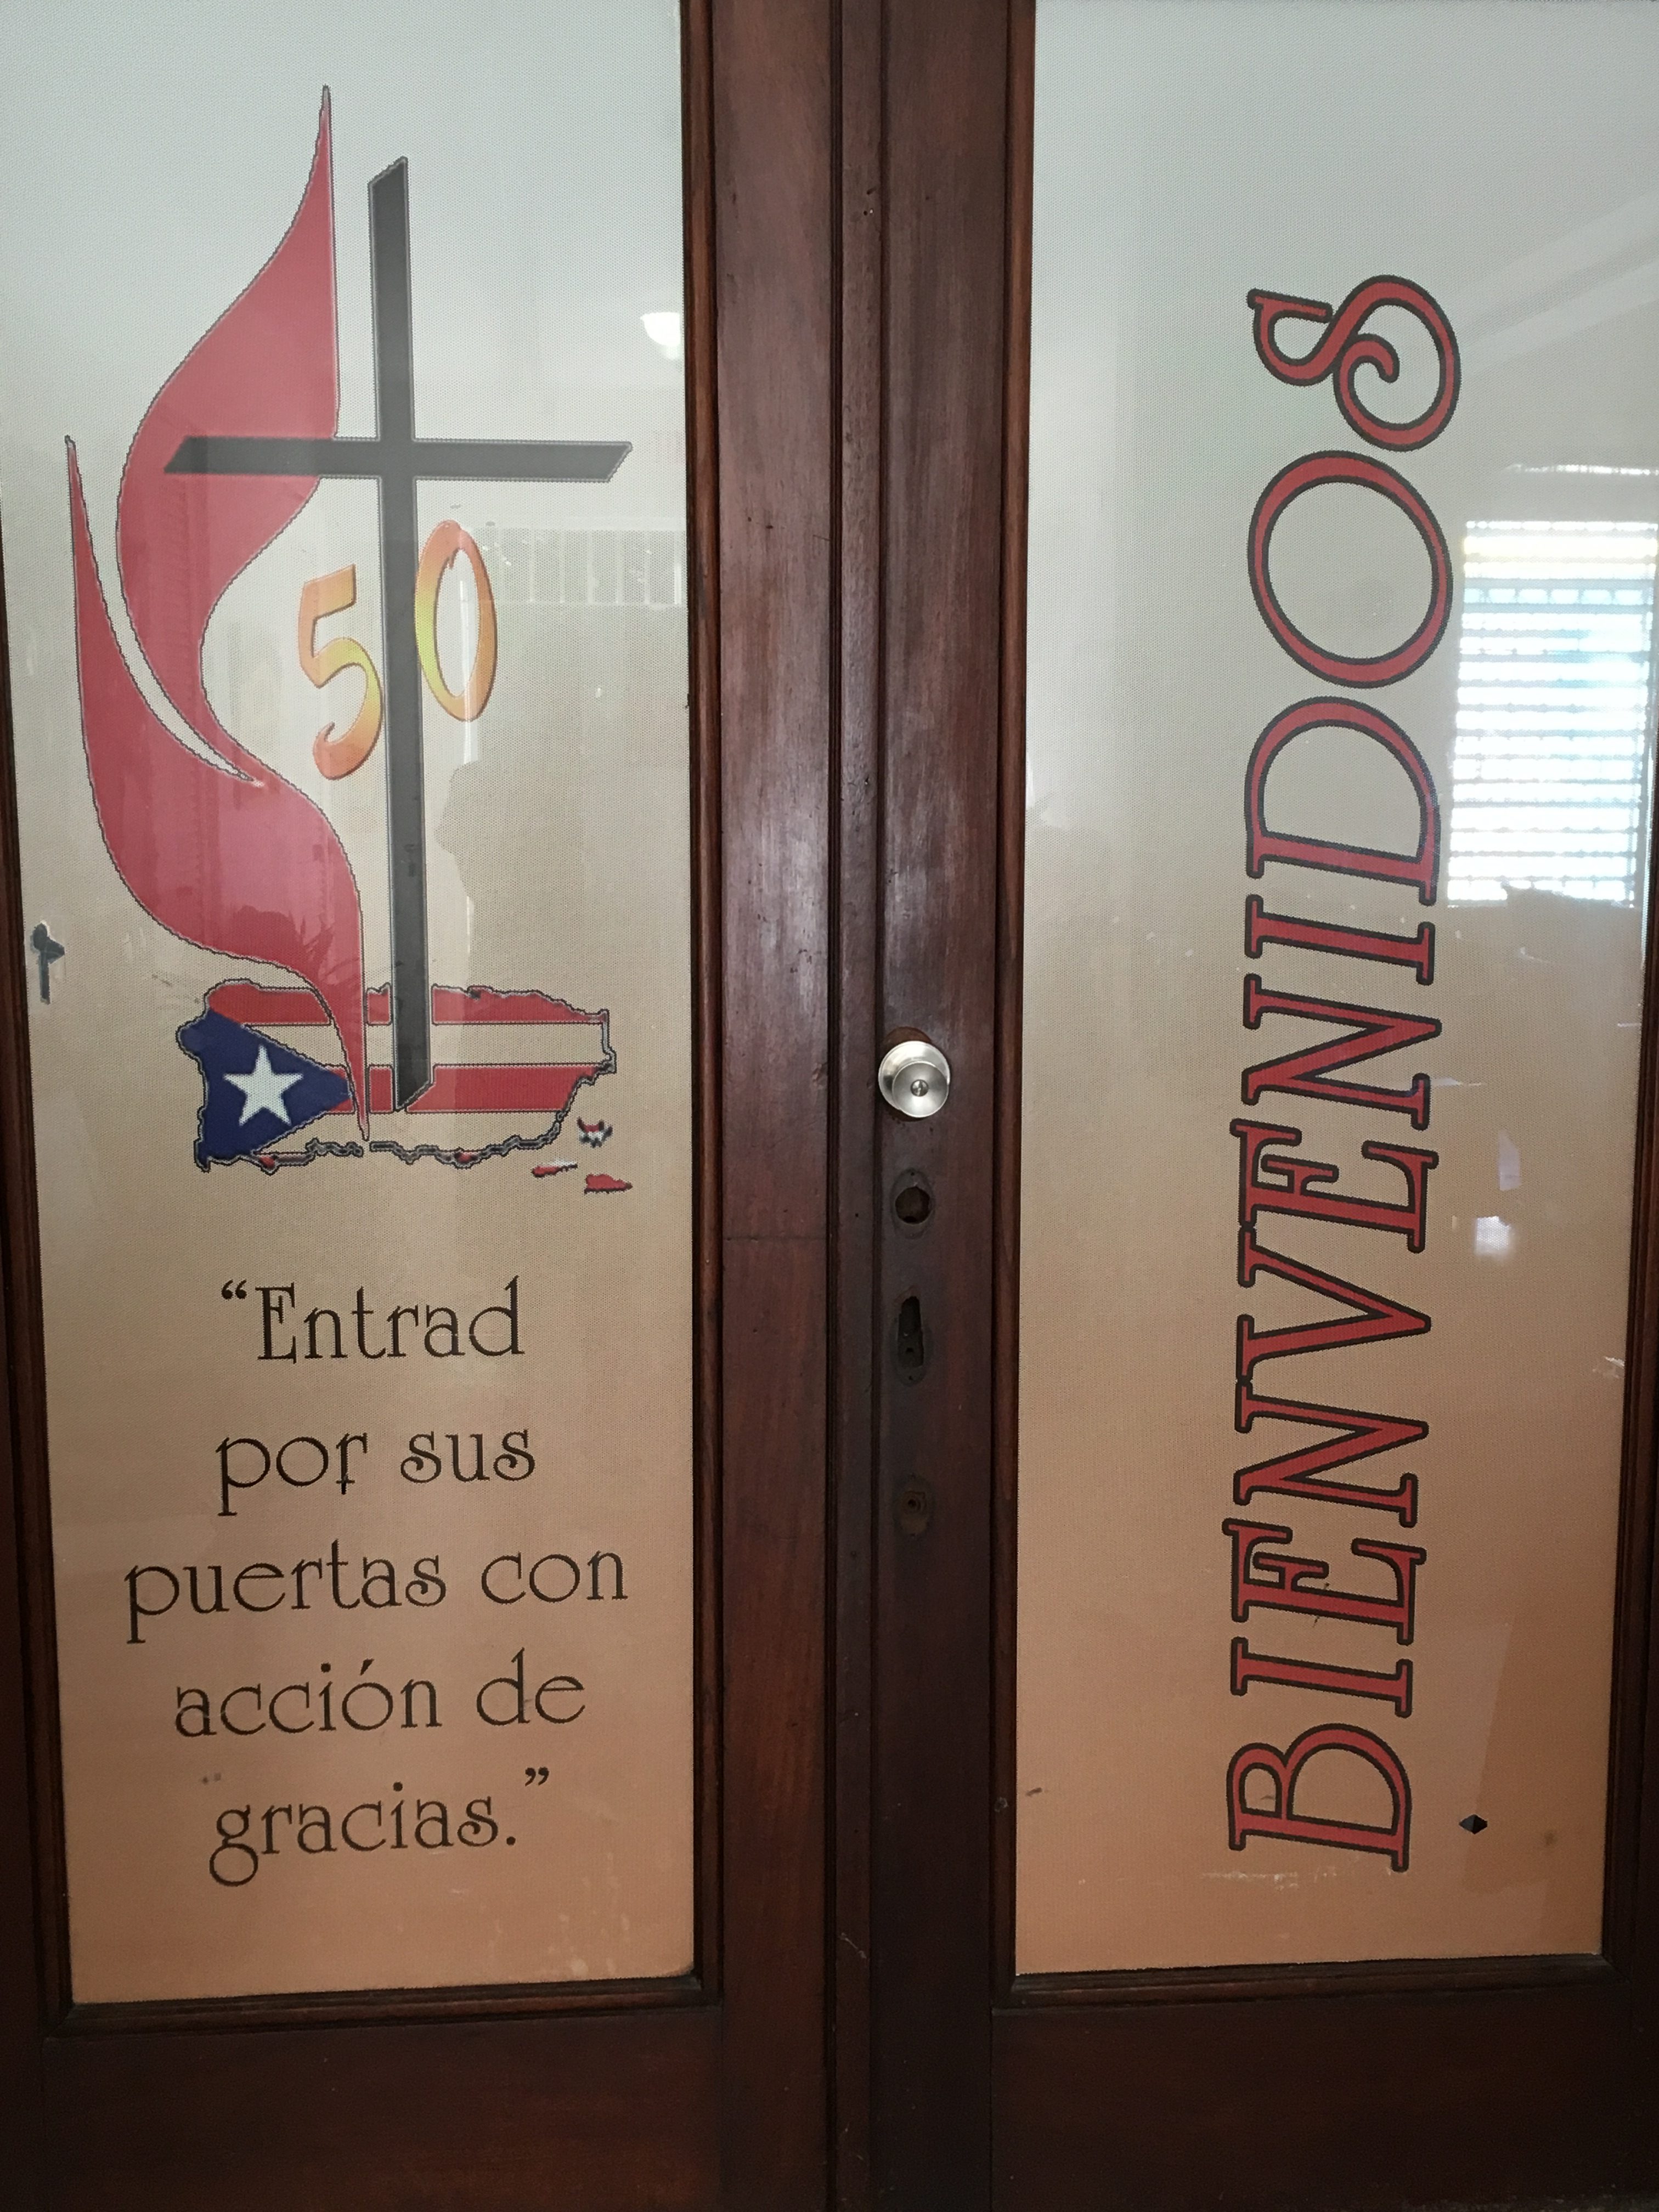 50
“Entrad
por sus
puertas con
acción de
gracias.”
BIENVENIDOS